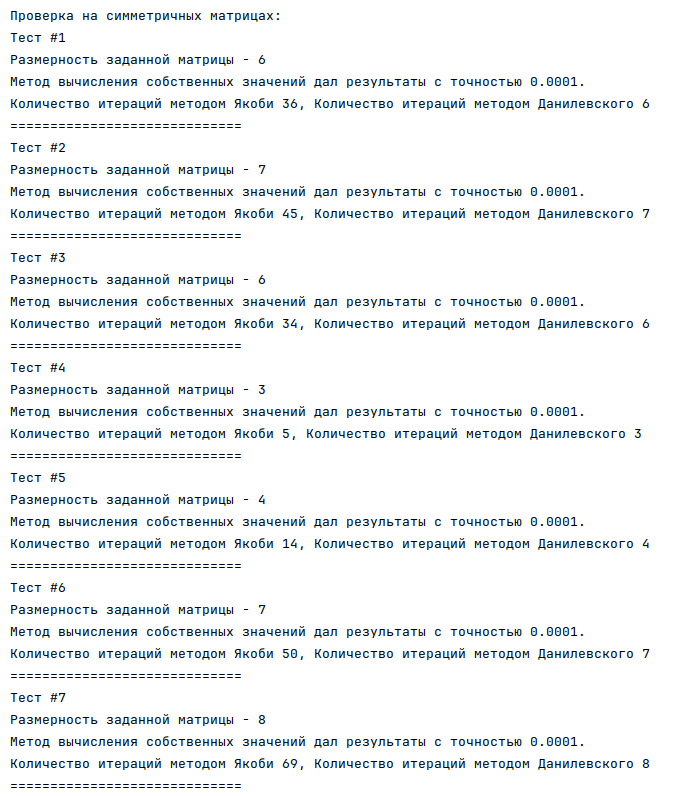 Проверка на симметричных матрицах:
Тест #1
Размерность заданной матрицы - 6
Метод вычисления собственных значений дал результаты с точностью 0.0001.
Количество итераций методом Якоби 36, Количество итераций методом Данилевского 6
=============================
Тест #2
Размерность заданной матрицы - 7
Метод вычисления собственных значений дал результаты с точностью 0.0001.
Количество итераций методом Якоби 45, Количество итераций методом Данилевского 7
=============================
Тест #3
Размерность заданной матрицы - 6
Метод вычисления собственных значений дал результаты с точностью 0.0001.
Количество итераций методом Якоби 34, Количество итераций методом Данилевского 6
=============================
Тест #4
Размерность заданной матрицы - 3
Метод вычисления собственных значений дал результаты с точностью 0.0001.
Количество итераций методом Якоби 5, Количество итераций методом Данилевского 3
=============================
Тест #5
Размерность заданной матрицы - 4
Метод вычисления собственных значений дал результаты с точностью 0.0001.
Количество итераций методом Якоби 14, Количество итераций методом Данилевского 4
=============================
Тест #6
Размерность заданной матрицы - 7
Метод вычисления собственных значений дал результаты с точностью 0.0001.
Количество итераций методом Якоби 50, Количество итераций методом Данилевского 7
=============================
Тест #7
Размерность заданной матрицы - 8
Метод вычисления собственных значений дал результаты с точностью 0.0001.
Количество итераций методом Якоби 69, Количество итераций методом Данилевского 8
=============================